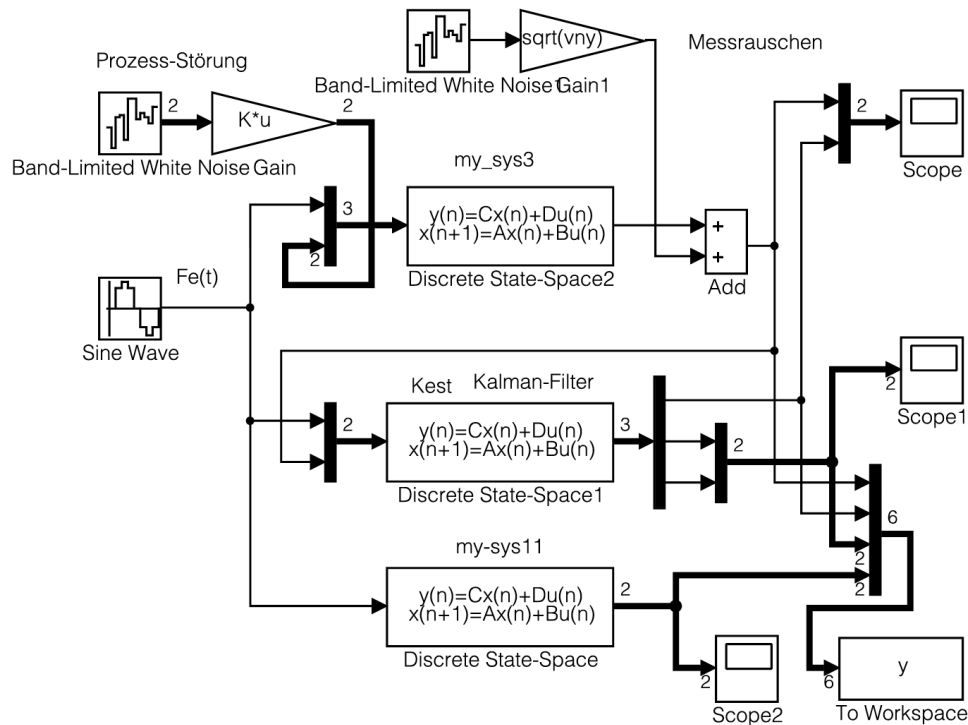 sqrt(vny)
Messrauschen
Band-Limited White Noise1
Gain1
Prozess-Störung
2
K*u
2
Band-Limited White Noise
Gain
2
Scope
my_sys3
3
2
y(n)=Cx(n)+Du(n)
x(n+1)=Ax(n)+Bu(n)
Discrete State-Space2
+
+
Add
Fe(t)
Sine Wave
2
Scope1
Kest
Kalman-Filter
2
y(n)=Cx(n)+Du(n)
x(n+1)=Ax(n)+Bu(n)
3
2
Discrete State-Space1
6
2
2
my-sys11
y(n)=Cx(n)+Du(n)
x(n+1)=Ax(n)+Bu(n)
2
Discrete State-Space
2
Scope2
6
y
To Workspace